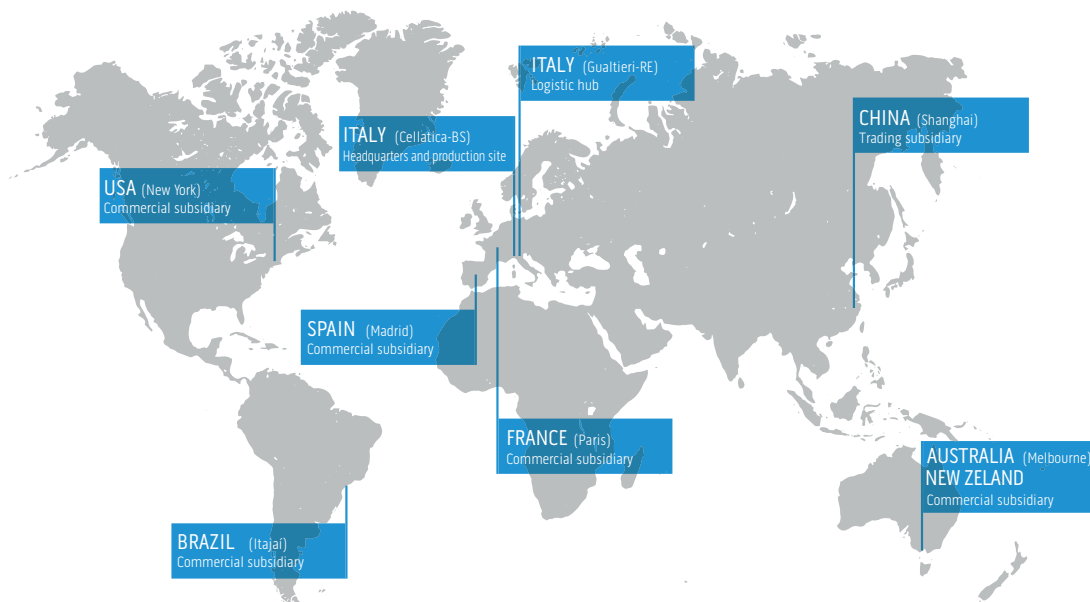 ITALY (Gualtieri-RE)
Logistic hub
CHINA (Shanghai)
Trading subsidiary
ITALY (Cellatica-BS)
Headquarters and production site
USA (New York)
Commercial subsidiary
SPAIN (Madrid)
Commercial subsidiary
FRANCE (Paris)
Commercial subsidiary
AUSTRALIA (Melbourne)
NEW ZELAND
Commercial subsidiary
BRAZIL (Itajaí)
Commercial subsidiary